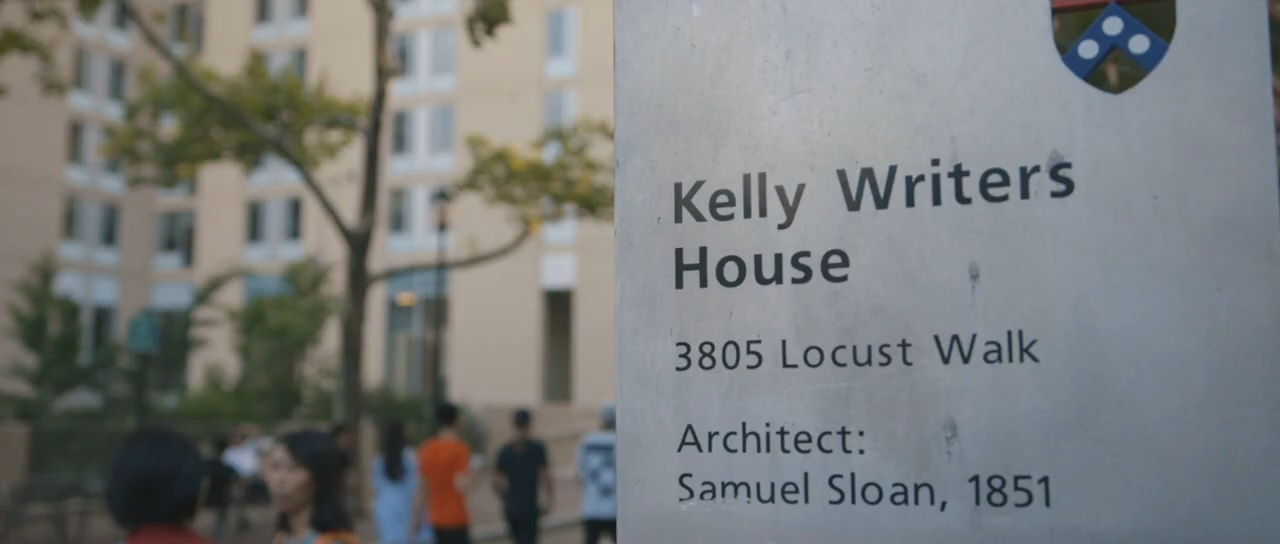 Kelly Writers
House
3805 Locust Walk
Architect:
Samuel Sloan, 1851